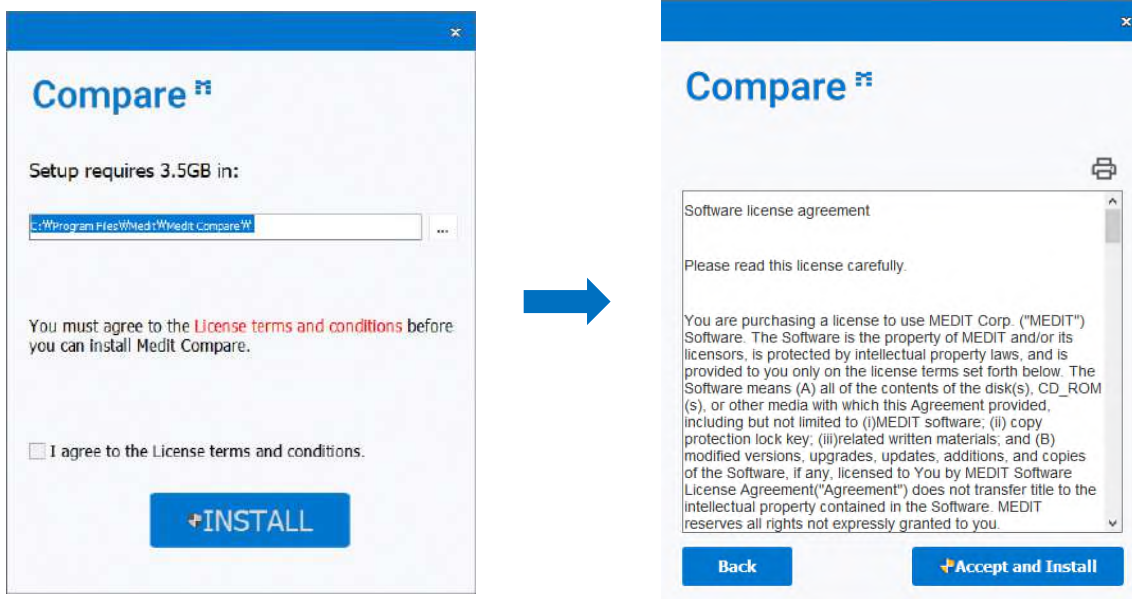 Compare
Setup requires 3.5GB in:
C:₩Program Files₩Medit₩Medit Compare₩
...
You must agree to the License terms and conditions before
you can install Medit Compare.
I agree to the License terms and conditions.
INSTALL
Compare
Software license agreement
Please read this license carefully.
You are purchasing a license to use MEDIT Corp. ("MEDIT")
Software. The Software is the property of MEDIT and/or its
licensors, is protected by intellectual property laws, and is
provided to you only on the license terms set forth below. The
Software means (A) all of the contents of the disk(s), CD_ROM
(s), or other media with which this Agreement provided,
including but not limited to (i)MEDIT software; (ii) copy
protection lock key; (iii)related written materials; and (B)
modified versions, upgrades, updates, additions, and copies
of the Software, if any, licensed to You by MEDIT Software
License Agreement("Agreement") does not transfer title to the
intellectual property contained in the Software. MEDIT
reserves all rights not expressly granted to you.
Back
Accept and Install